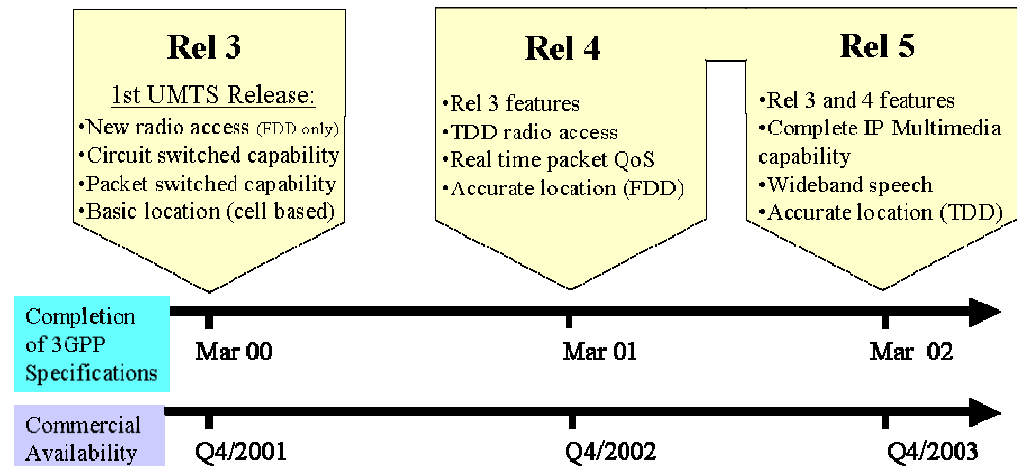 Rel 3
1st UMTS Release:
•New radio access (FDD only)
•Circuit switched capability
•Packet switched capability
•Basic location (cell based)
Rel 4
•Rel 3 features
•TDD radio access
•Real time packet QoS
•Accurate location (FDD)
Rel 5
•Rel 3 and 4 features
•Complete IP Multimedia
capability
•Wideband speech
•Accurate location (TDD)
Completion
of 3GPP
Specifications
Mar 00
Mar 01
Mar 02
Commercial
Availability
Q4/2001
Q4/2002
Q4/2003